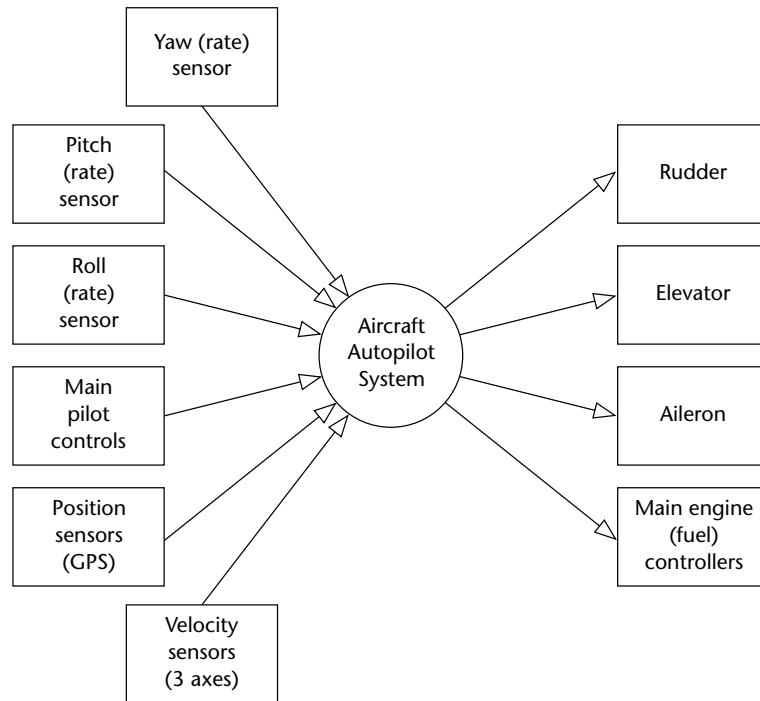 Yaw (rate)
sensor
Pitch
(rate)
sensor
Roll
(rate)
sensor
Main
pilot
controls
Position
sensors
(GPS)
Velocity
sensors
(3 axes)
Aircraft
Autopilot
System
Rudder
Elevator
Aileron
Main engine
(fuel)
controllers